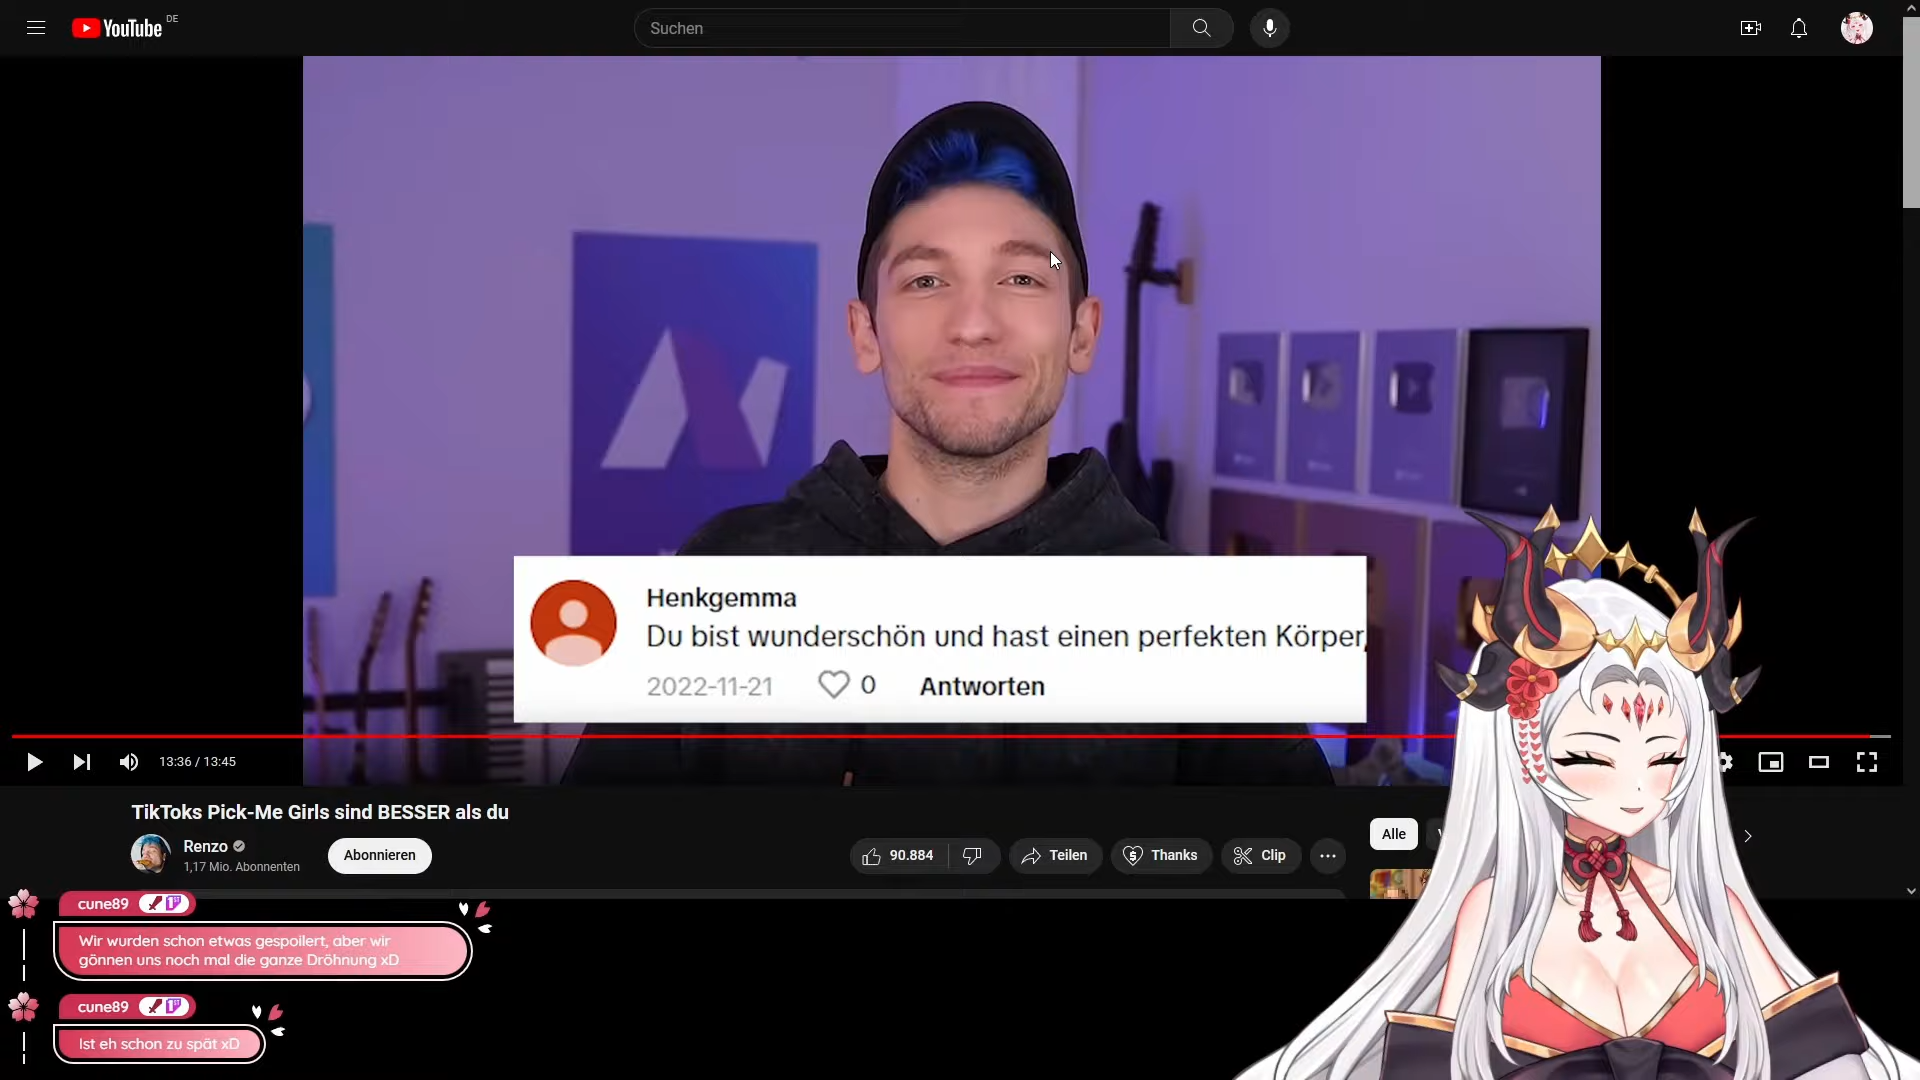 YouTube DE
Suchen
Henkgemma
Du bist wunderschön und hast einen perfekten Körper,
2022-11-21 0 Antworten
13:36 / 13:45
TikToks Pick-Me Girls sind BESSER als du
Renzo
1,17 Mio. Abonnenten
Abonnieren
90.884
Teilen
Thanks
Clip
Alle
cune89
Wir wurden schon etwas gespoilert, aber wir
gönnen uns noch mal die ganze Dröhnung xD
cune89
Ist eh schon zu spät xD